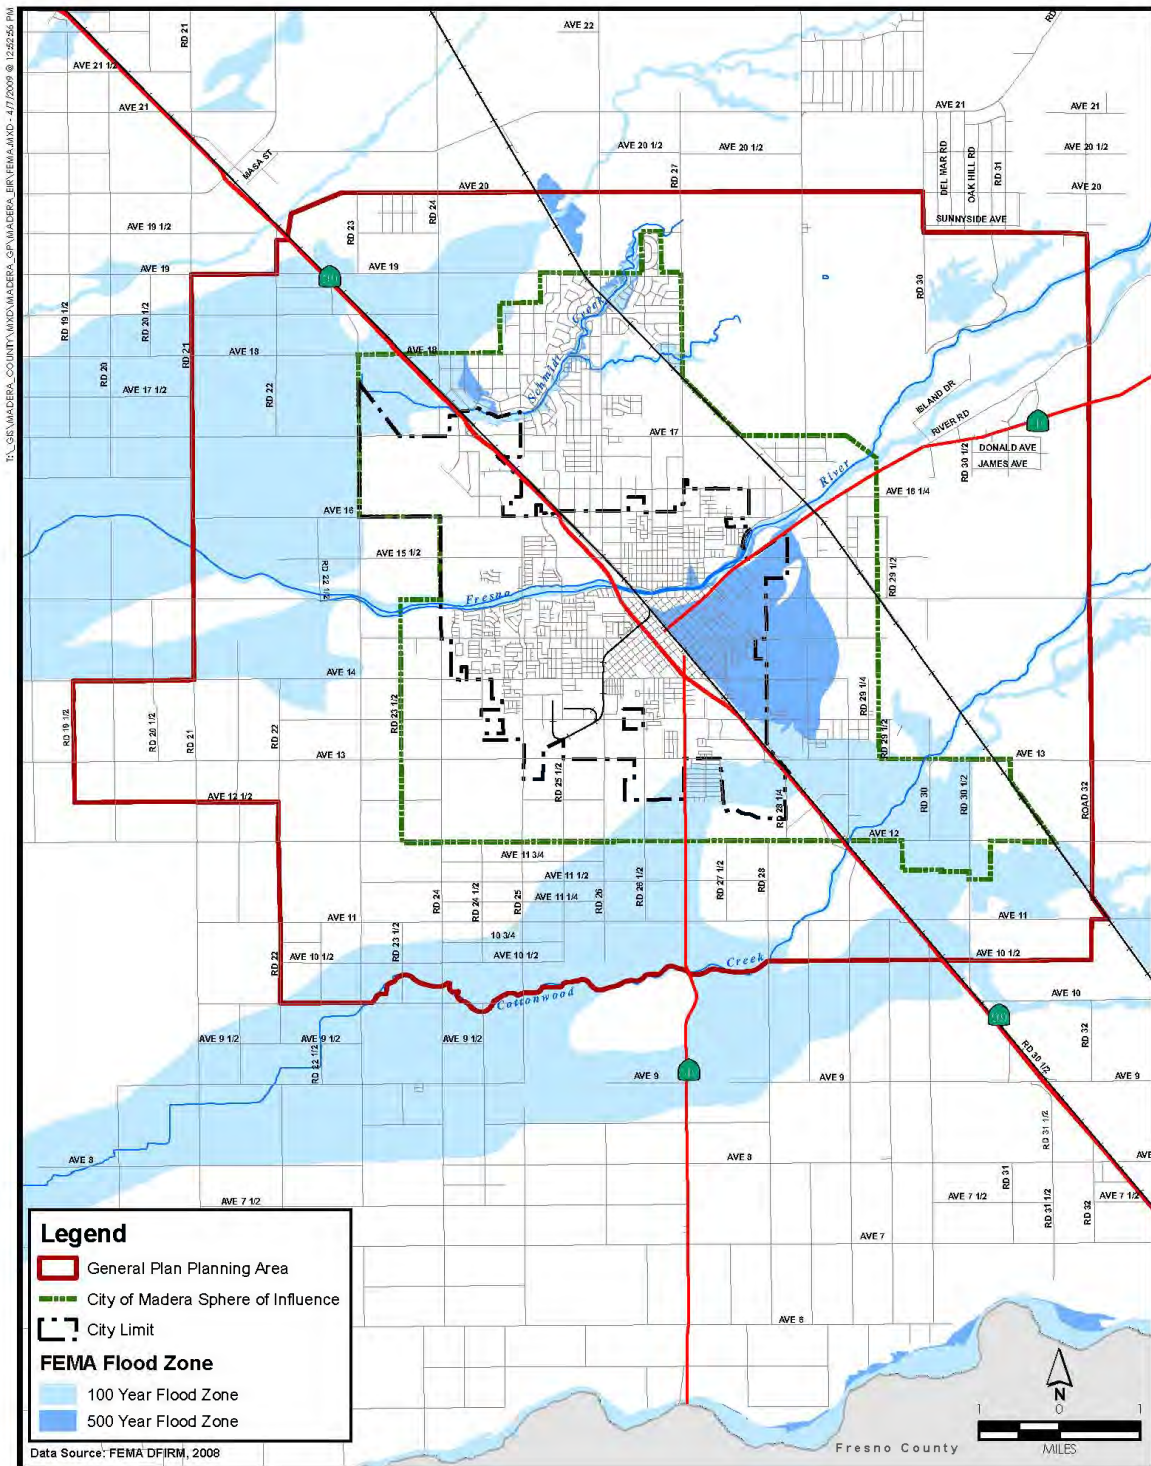 T:\_GIS\MADERA_COUNTY\MXD\MADERA_GP\MADERA_EIR\FEMA.MXD - 4/7/2009 @ 12:52:56 PM
RD 21
AVE 22
RD
AVE 21 1/2
AVE 21
AVE 21
AVE 21
MASA ST
AVE 20 1/2
AVE 20 1/2
AVE 20 1/2
DEL MAR RD
OAK HILL RD
RD 31
RD 27
AVE 20
AVE 20
SUNNYSIDE AVE
AVE 19 1/2
RD 23
RD 24
AVE 19
AVE 19
99
RD 30
RD 19 1/2
RD 20 1/2
RD 21
Creek
Schmidt
AVE 18
AVE 18
RD 20
RD 22
AVE 17 1/2
ISLAND DR
RIVER RD
AVE 17
DONALD AVE
JAMES AVE
RD 30 1/2
River
AVE 16 1/4
AVE 16
AVE 15 1/2
RD 22 1/2
RD 29 1/2
Fresno
AVE 14
RD 29 1/4
RD 19 1/2
RD 20 1/2
RD 21
RD 22
RD 23 1/2
RD 29 1/2
AVE 13
AVE 13
RD 25 1/2
RD 28 1/4
RD 30
RD 30 1/2
ROAD 32
AVE 12 1/2
AVE 12
AVE 11 3/4
AVE 11 1/2
AVE 11 1/4
RD 24
RD 24 1/2
RD 25
RD 26
RD 26 1/2
RD 27 1/2
RD 28
AVE 11
AVE 11
10 3/4
RD 23 1/2
RD 22
AVE 10 1/2
AVE 10 1/2
AVE 10 1/2
Creek
Cottonwood
AVE 10
99
AVE 9 1/2
AVE 9 1/2
AVE 9 1/2
RD 22 1/2
RD 32
RD 30 1/2
AVE 9
AVE 9
AVE 9
RD 31 1/2
AVE 8
AVE 8
AVE
RD 31
AVE 7 1/2
AVE 7 1/2
AVE 7 1/2
RD 31 1/2
RD 32
AVE 7
AVE 6
Legend
General Plan Planning Area
City of Madera Sphere of Influence
City Limit
FEMA Flood Zone
100 Year Flood Zone
500 Year Flood Zone
Data Source: FEMA DFIRM, 2008
N
1 0 1
MILES
Fresno County